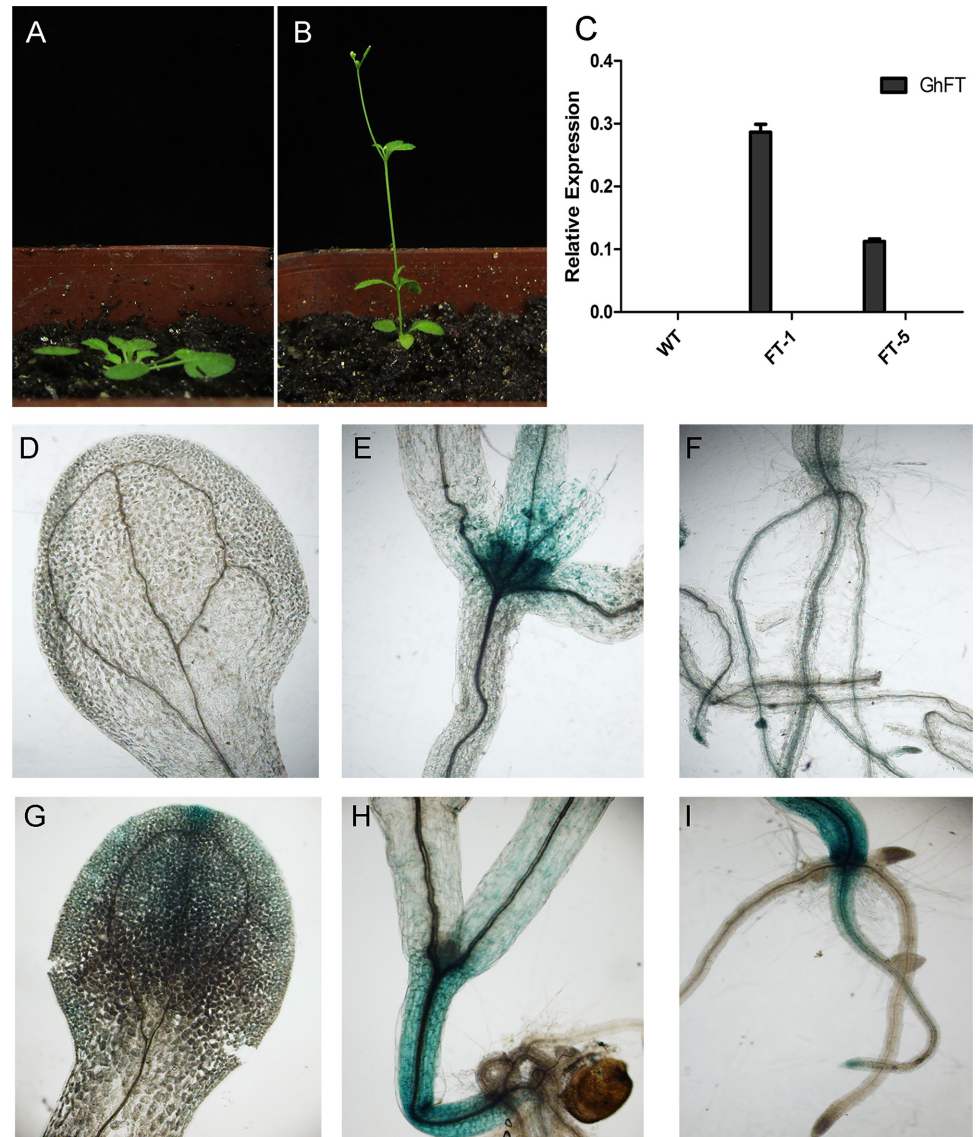 A
B
C
0.4
0.3
0.2
0.1
0.0
Relative Expression
GhFT
WT
FT-1
FT-5
D
E
F
G
H
I